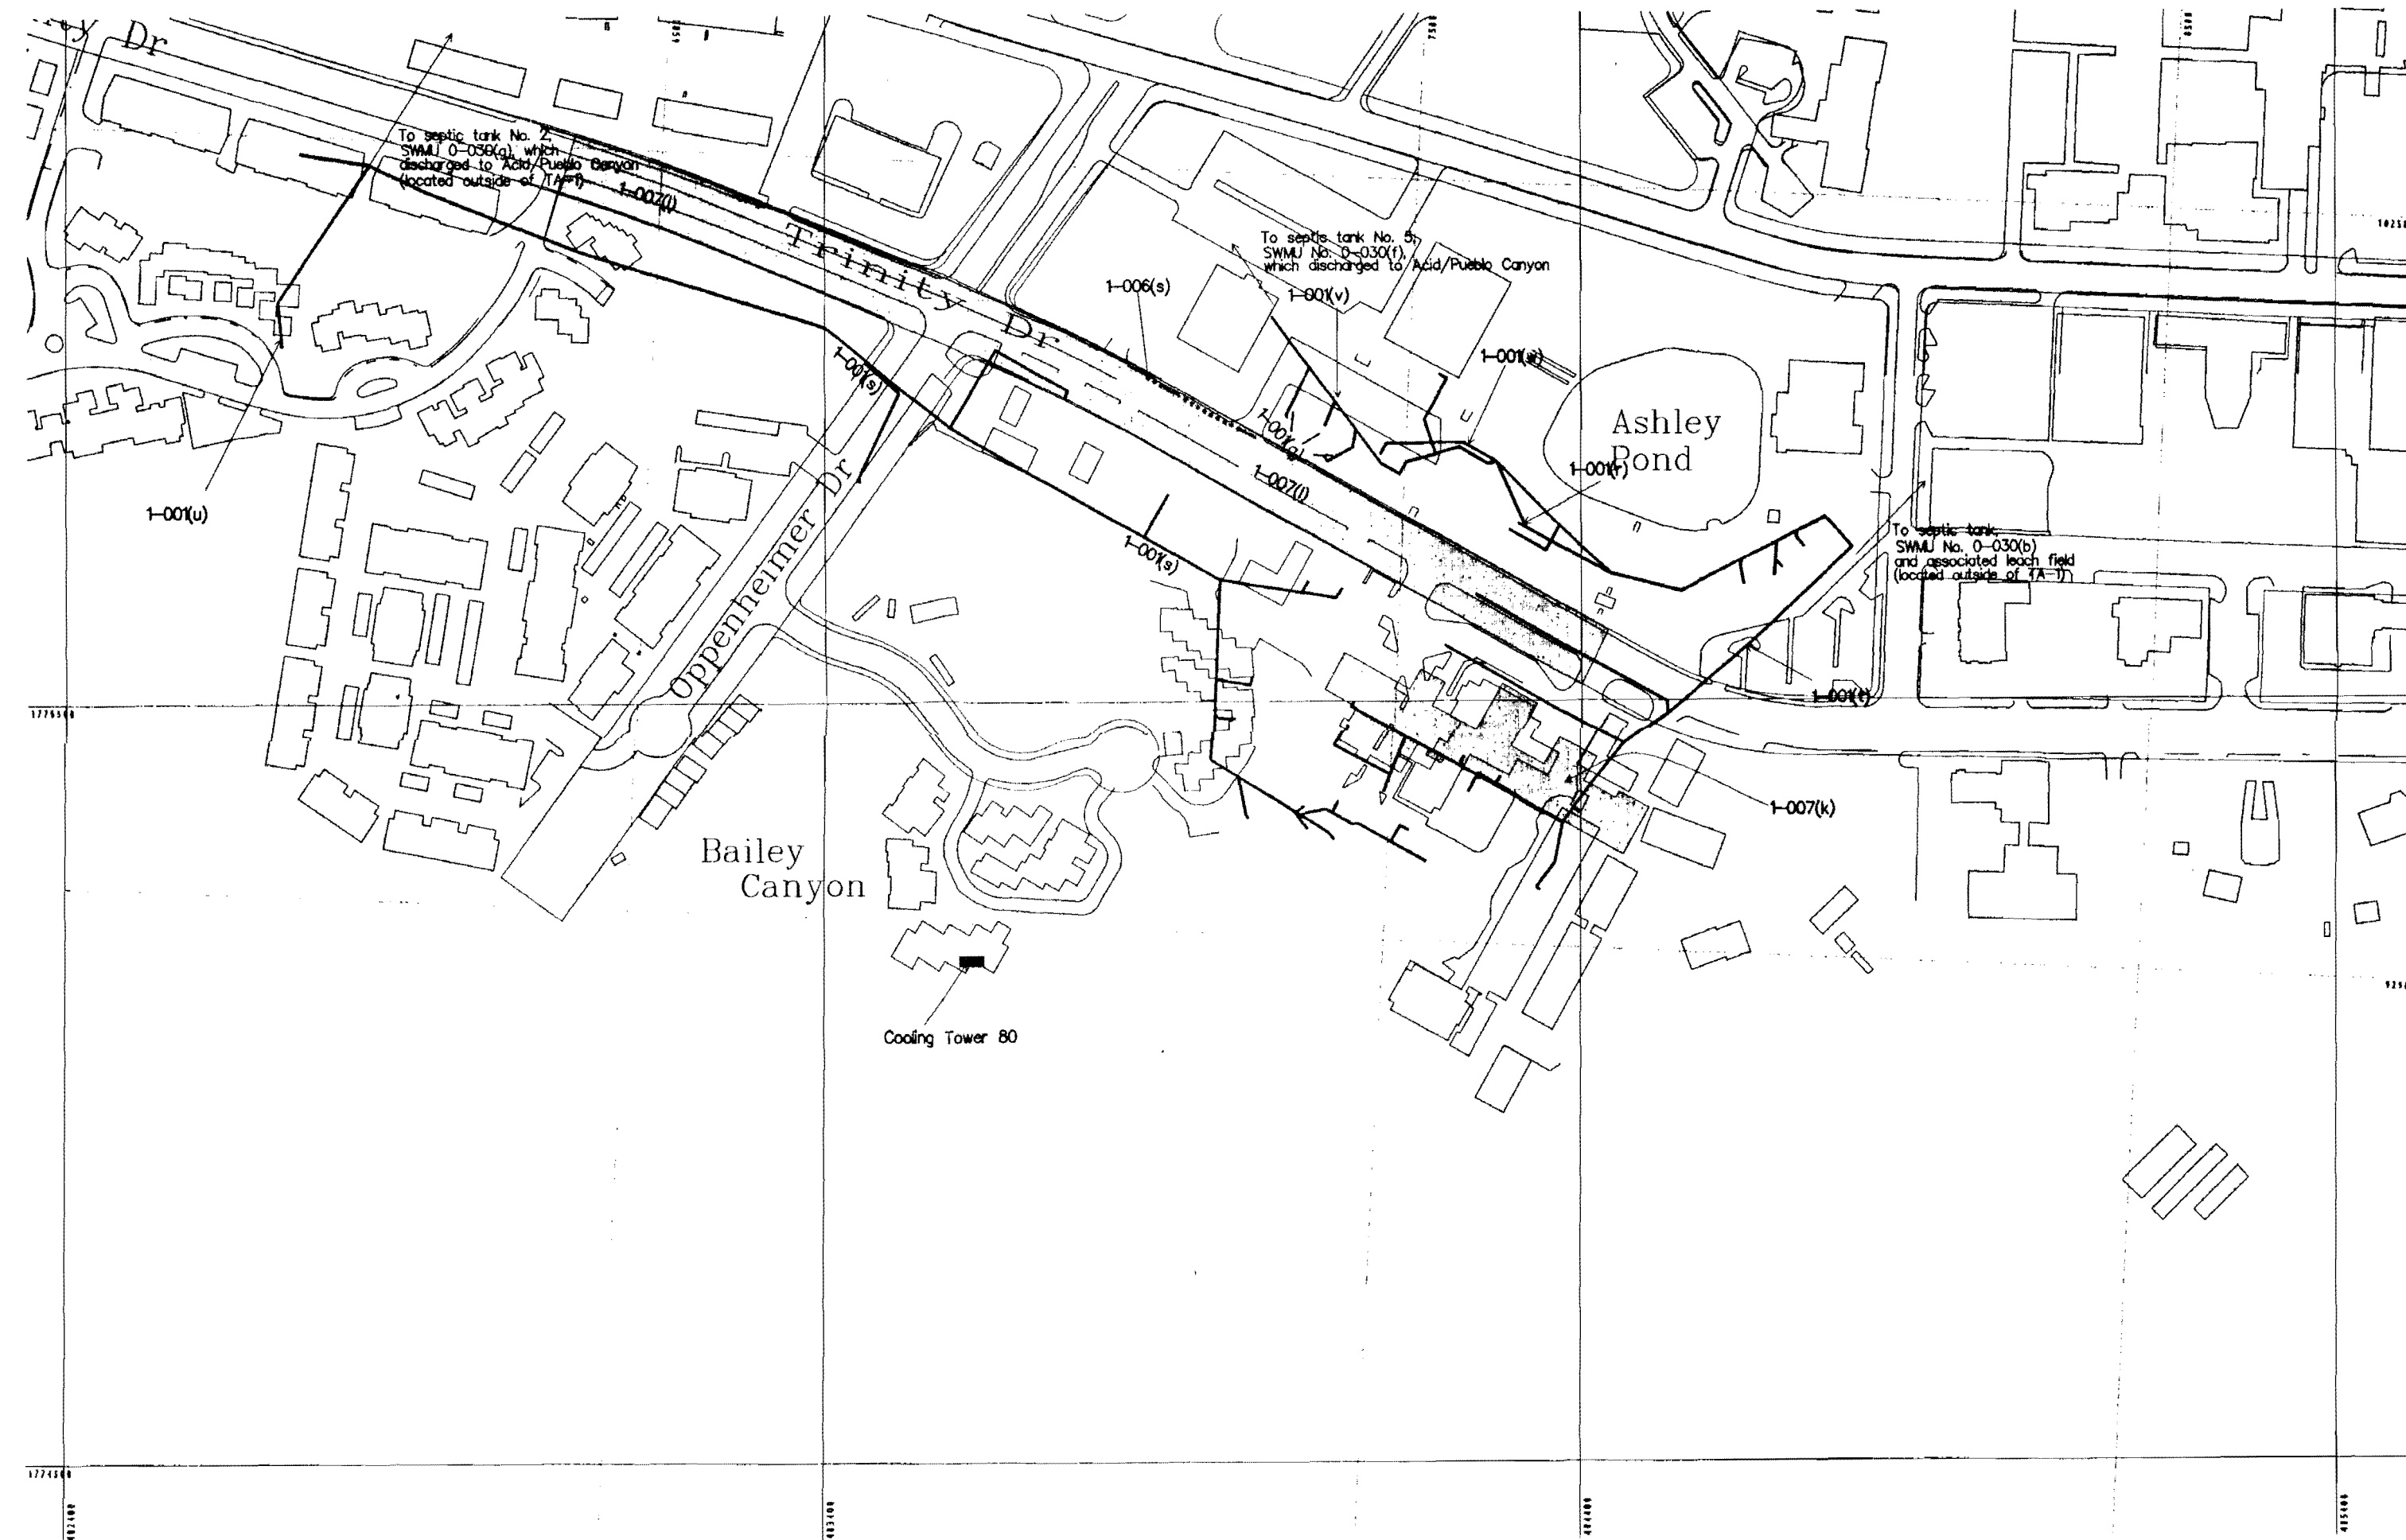 Dr
To septic tank No. 2,
SWMU 0-030(g), which
discharged to Acid/Pueblo Canyon
(located outside of TA-1)
1-007(l)
Trinity Dr
To septic tank No. 5,
SWMU No. 0-030(f),
which discharged to Acid/Pueblo Canyon
1-006(s)
1-001(v)
1-001(s)
1-001(w)
Ashley
Pond
1-001(r)
1-007(l)
1-001(u)
Oppenheimer Dr
1-001(s)
To septic tank,
SWMU No. 0-030(b)
and associated leach field
(located outside of TA-1)
1-001(t)
1-007(k)
Bailey
Canyon
Cooling Tower 80